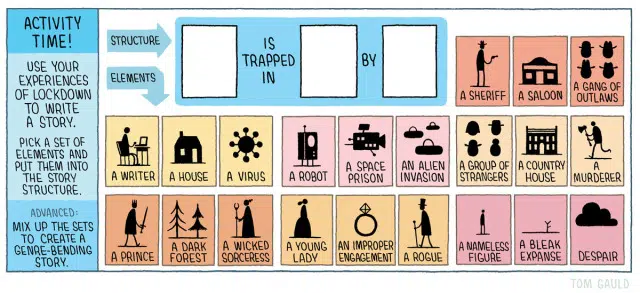 ACTIVITY
TIME!
USE YOUR
EXPERIENCES
OF LOCKDOWN
TO WRITE
A STORY.
PICK A SET OF
ELEMENTS AND
PUT THEM INTO
THE STORY
STRUCTURE.
ADVANCED:
MIX UP THE SETS
TO CREATE A
GENRE-BENDING
STORY.
STRUCTURE
ELEMENTS
IS
TRAPPED
IN
BY
A SHERIFF
A SALOON
A GANG OF
OUTLAWS
A WRITER
A HOUSE
A VIRUS
A ROBOT
A SPACE
PRISON
AN ALIEN
INVASION
A GROUP OF
STRANGERS
A COUNTRY
HOUSE
A
MURDERER
A PRINCE
A DARK
FOREST
A WICKED
SORCERESS
A YOUNG
LADY
AN IMPROPER
ENGAGEMENT
A ROGUE
A NAMELESS
FIGURE
A BLEAK
EXPANSE
DESPAIR
TOM GAULD